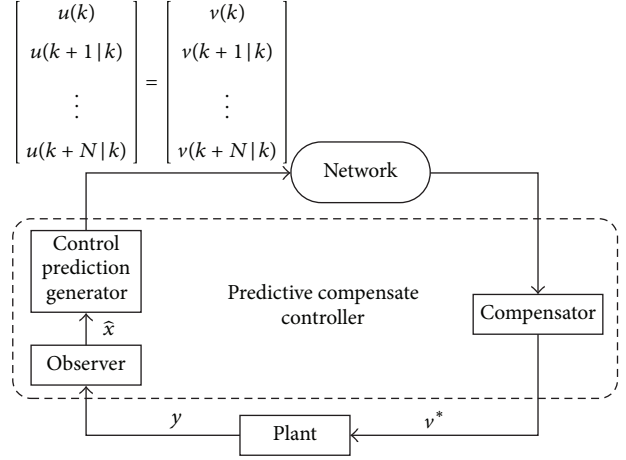 u(k)
u(k + 1|k)
⋮
u(k + N|k)
=
v(k)
v(k + 1|k)
⋮
v(k + N|k)
Network
Control
prediction
generator
Predictive compensate
controller
Compensator
x̂
Observer
y
Plant
v*